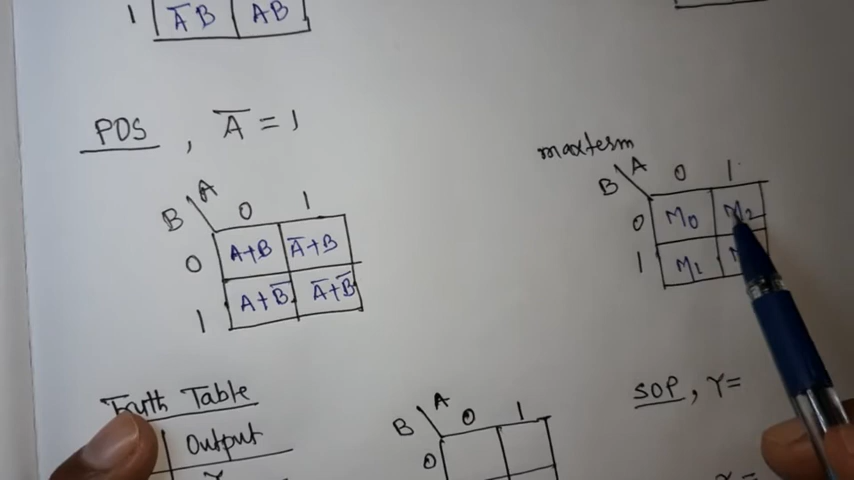 1 A̅B AB
POS , A̅ = 1
B A 0 1
0 A+B A̅+B
1 A+B̅ A̅+B̅
maxterm
B A 0 1
0 M0 M2
1 M1
Truth Table
Output
Y
B A 0 1
0
SOP, Y=